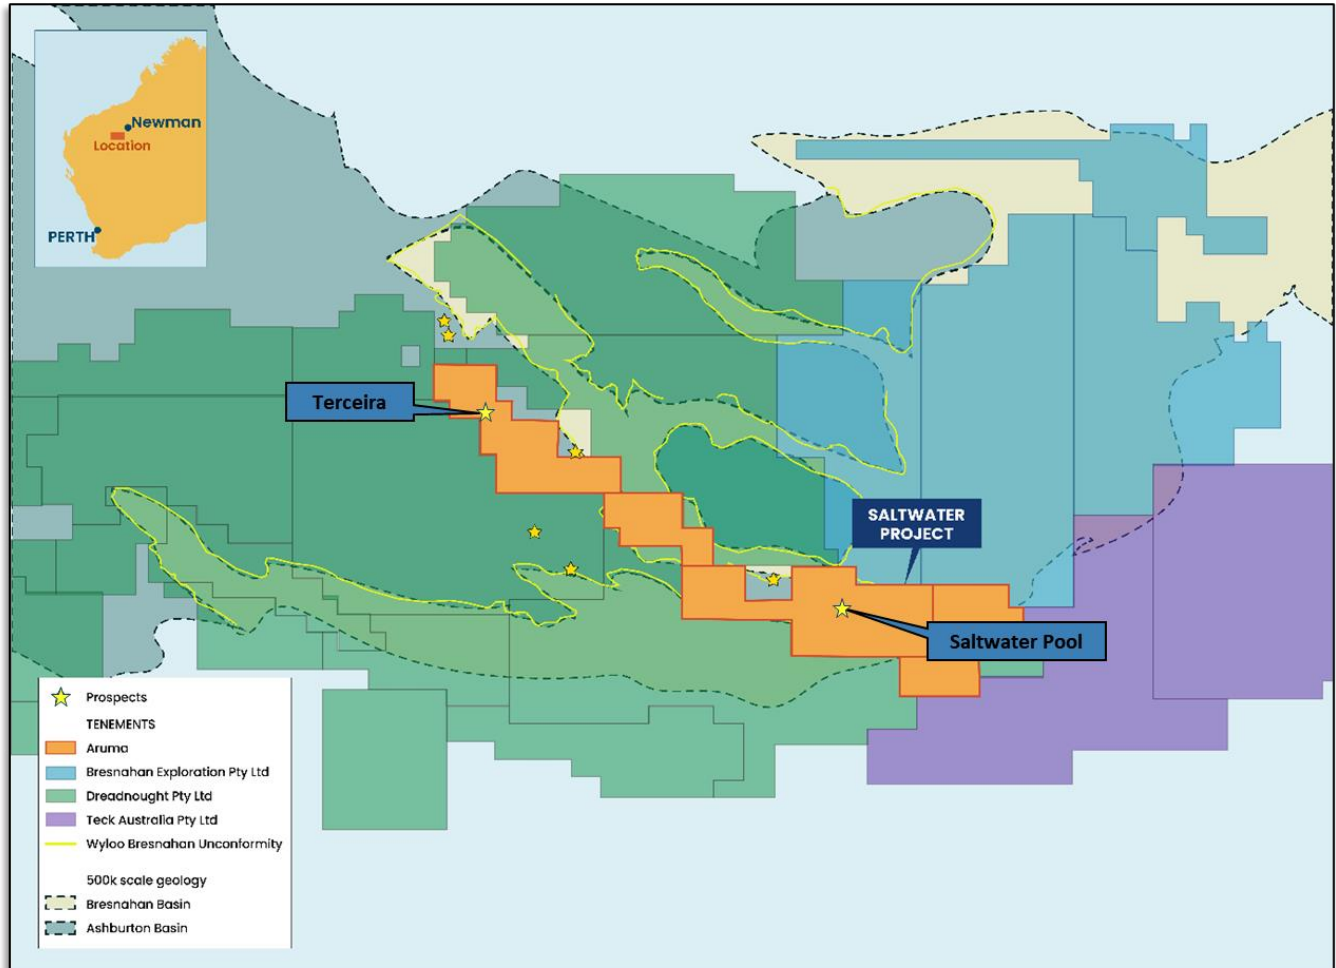 Newman
Location
PERTH
Terceira
SALTWATER
PROJECT
Saltwater Pool
Prospects
TENEMENTS
Aruma
Bresnahan Exploration Pty Ltd
Dreadnought Pty Ltd
Teck Australia Pty Ltd
Wyloo Bresnahan Unconformity
500k scale geology
Bresnahan Basin
Ashburton Basin